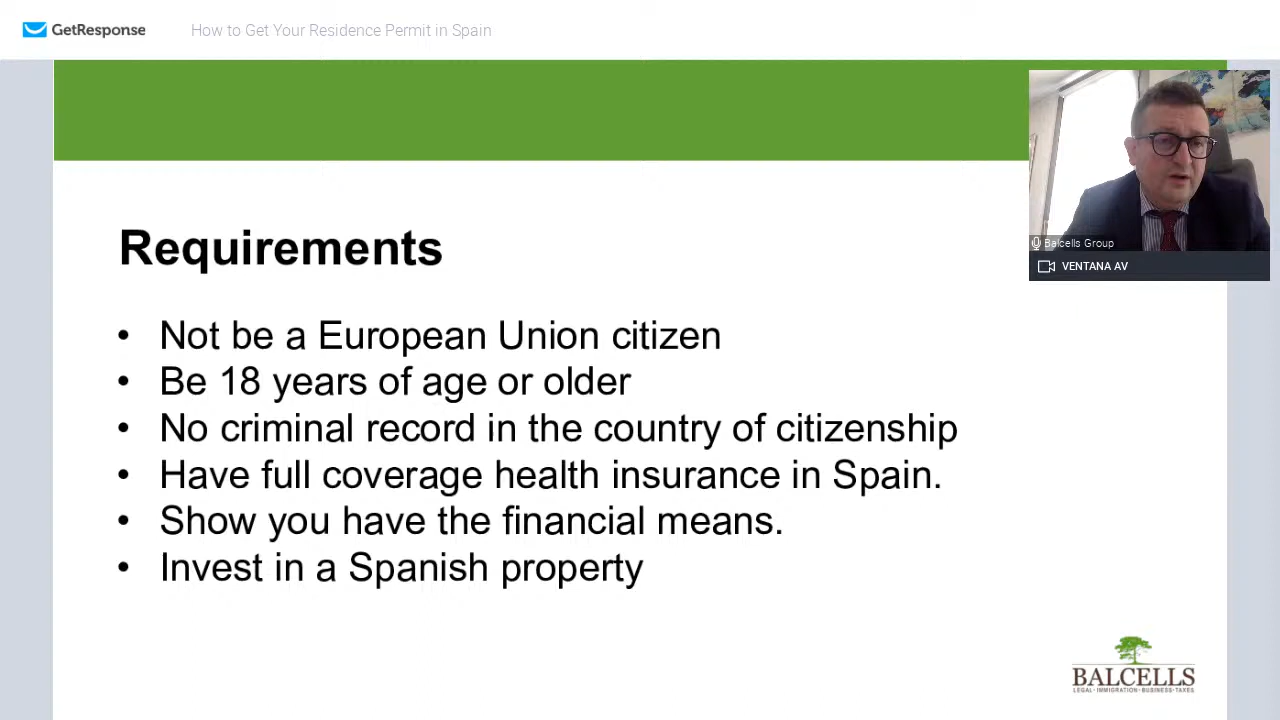 GetResponse
How to Get Your Residence Permit in Spain
Balcells Group
VENTANA AV
Requirements
• Not be a European Union citizen
• Be 18 years of age or older
• No criminal record in the country of citizenship
• Have full coverage health insurance in Spain.
• Show you have the financial means.
• Invest in a Spanish property
BALCELLS
LEGAL · IMMIGRATION · BUSINESS · TAXES